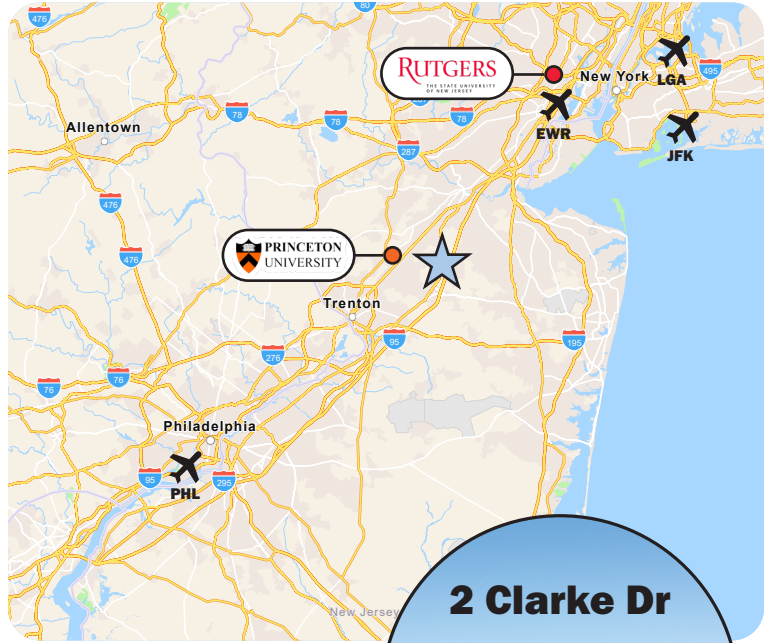 476
80
RUTGERS
THE STATE UNIVERSITY
OF NEW JERSEY
New York
LGA
495
78
78
78
EWR
Allentown
JFK
287
476
PRINCETON
UNIVERSITY
476
Trenton
95
195
276
76
76
Philadelphia
95
PHL
295
New Jersey
2 Clarke Dr